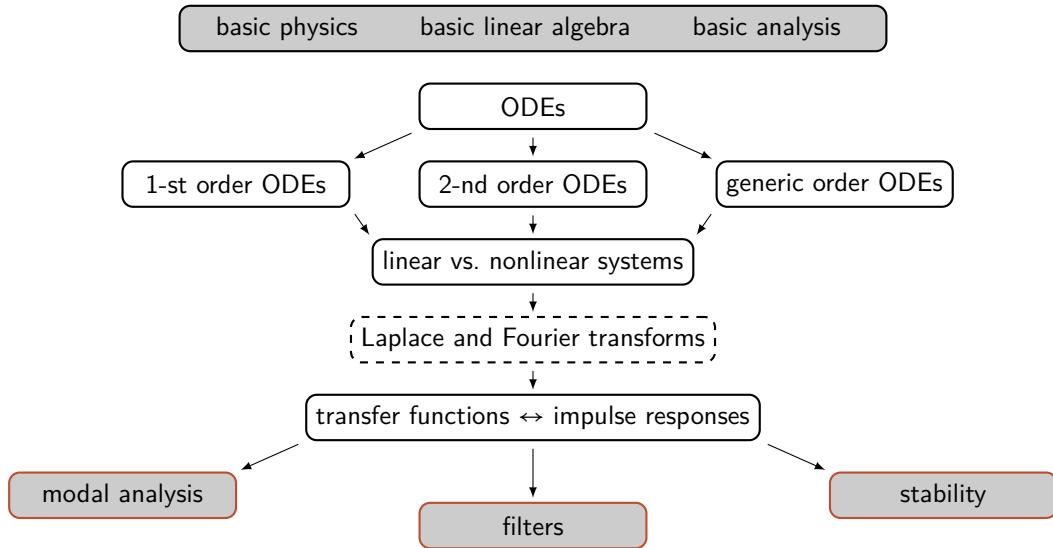 basic physics basic linear algebra basic analysis
ODEs
1-st order ODEs 2-nd order ODEs generic order ODEs
linear vs. nonlinear systems
Laplace and Fourier transforms
transfer functions ↔ impulse responses
modal analysis stability
filters